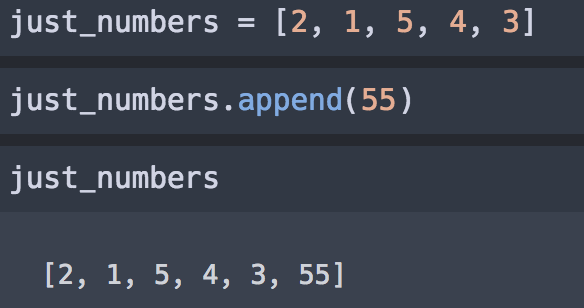 just_numbers = [2, 1, 5, 4, 3]
just_numbers.append(55)
just_numbers
[2, 1, 5, 4, 3, 55]